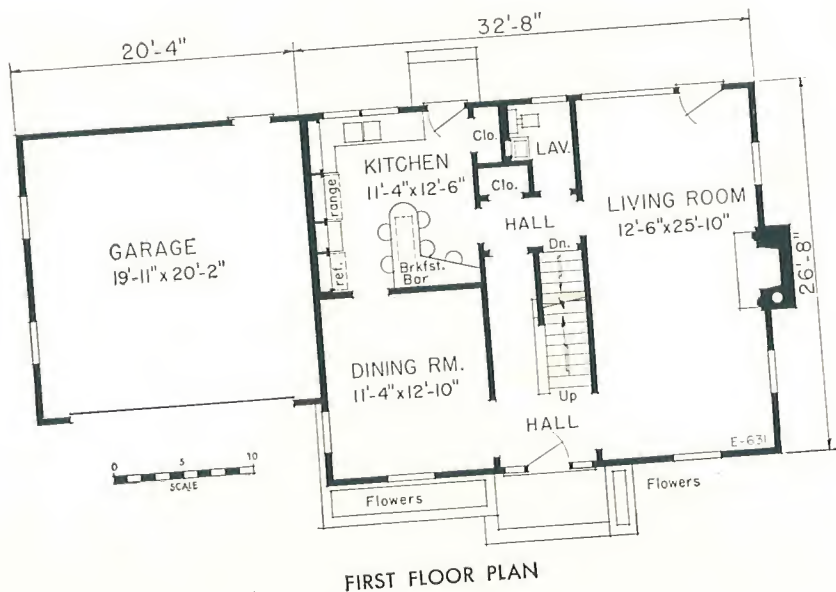 20'-4"
32'-8"
Clo.
LAV.
KITCHEN
11'-4"x12'-6"
range
Clo.
LIVING ROOM
12'-6"x25'-10"
HALL
GARAGE
19'-11"x20'-2"
Dn.
26'-8"
ref.
Brkfst.
Bar
DINING RM.
11'-4"x12'-10"
Up
HALL
E-631
0 5 10
SCALE
Flowers
Flowers
FIRST FLOOR PLAN